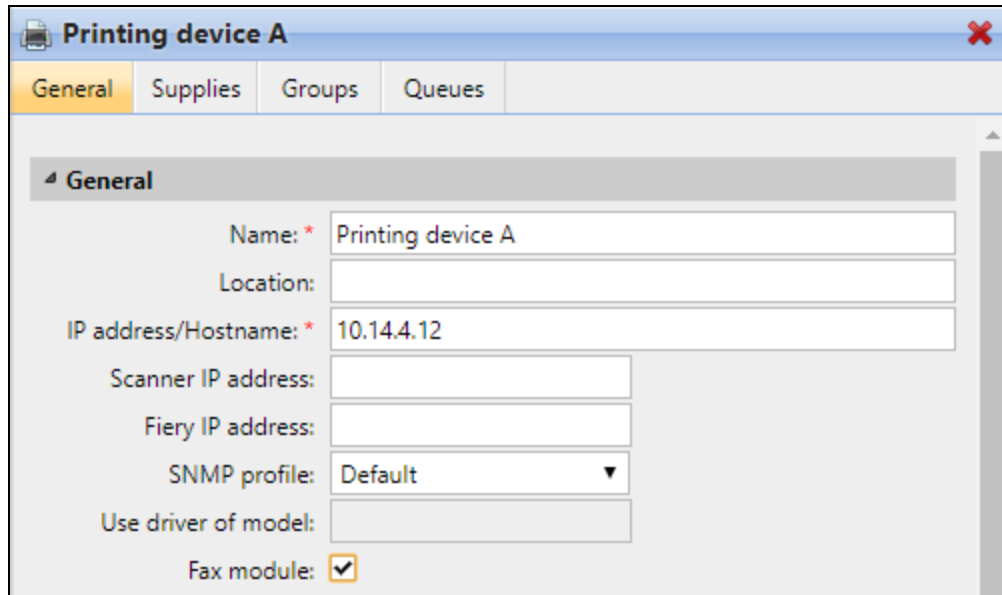 Printing device A
General Supplies Groups Queues
General
Name: * Printing device A
Location:
IP address/Hostname: * 10.14.4.12
Scanner IP address:
Fiery IP address:
SNMP profile: Default
Use driver of model:
Fax module: